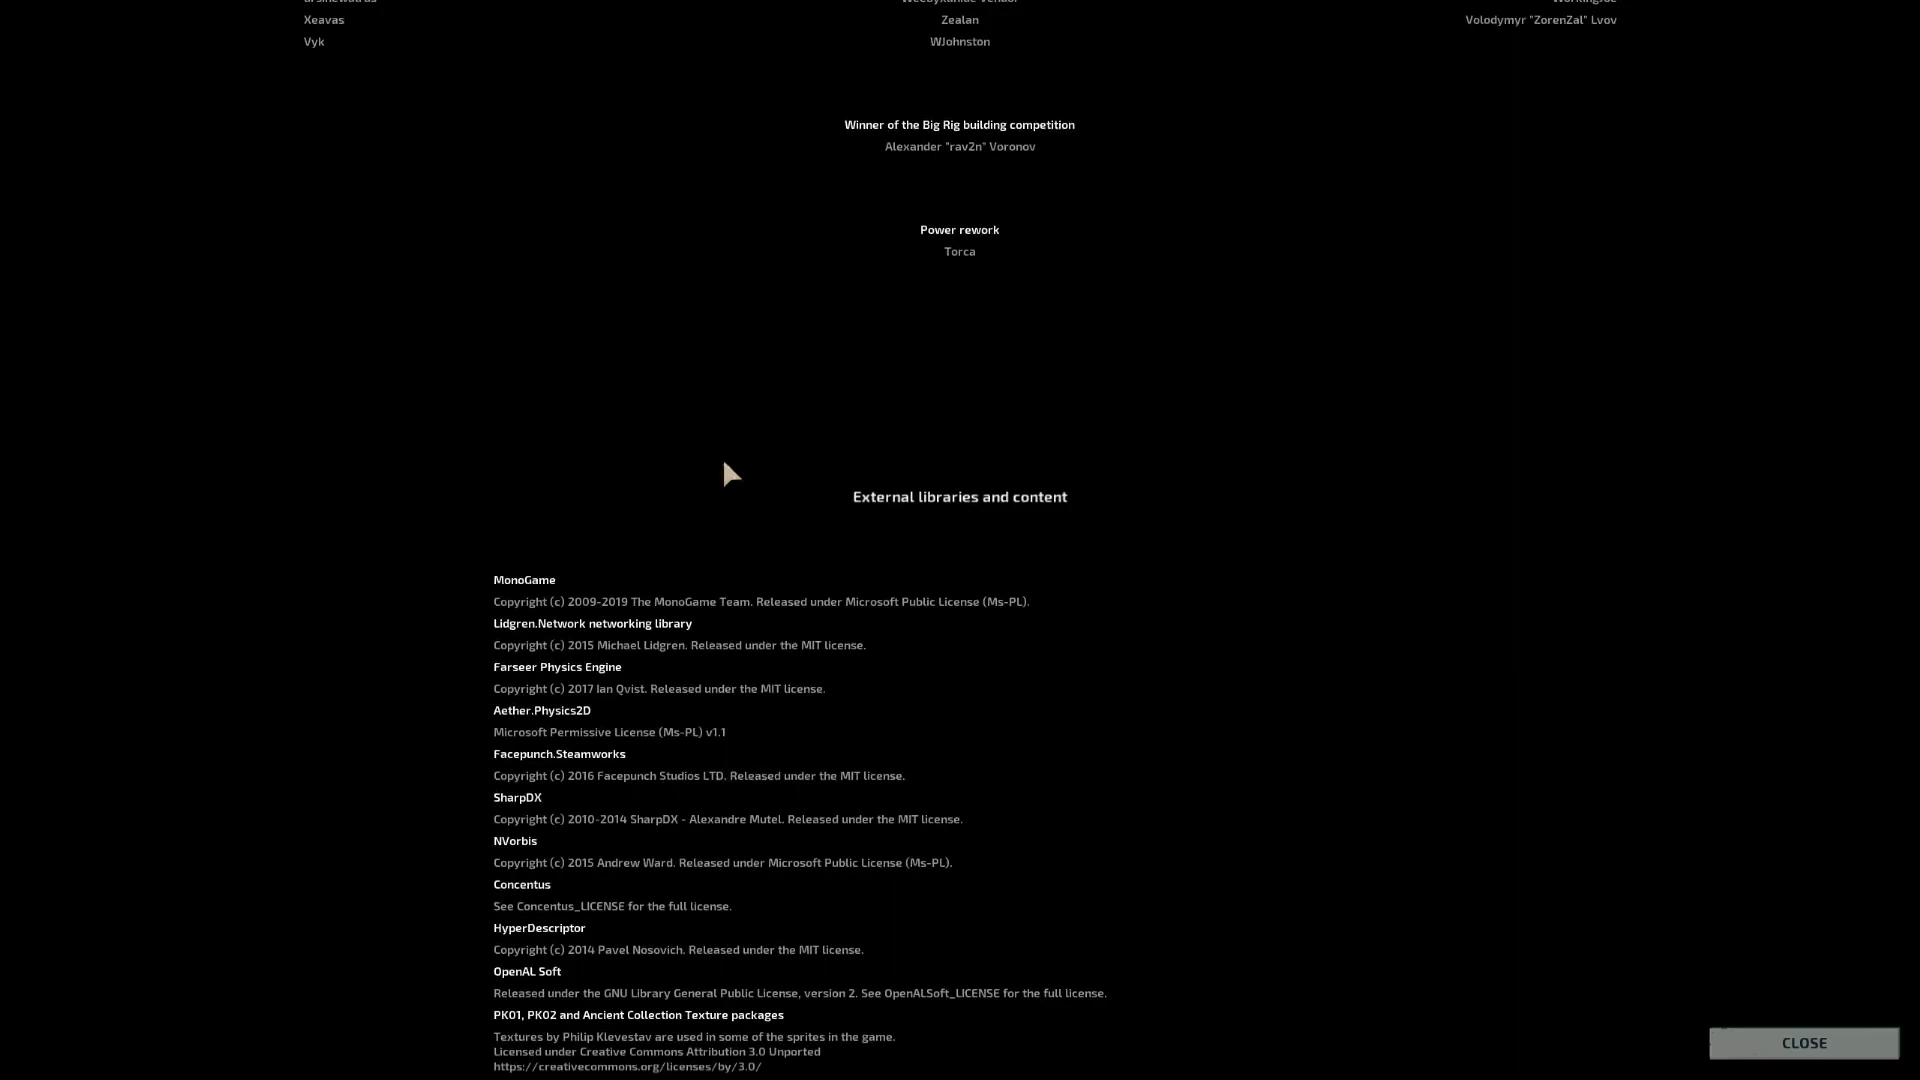 Xeavas
Zealan
Volodymyr "ZorenZal" Lvov
Vyk
WJohnston
Winner of the Big Rig building competition
Alexander "rav2n" Voronov
Power rework
Torca
External libraries and content
MonoGame
Copyright (c) 2009-2019 The MonoGame Team. Released under Microsoft Public License (Ms-PL).
Lidgren.Network networking library
Copyright (c) 2015 Michael Lidgren. Released under the MIT license.
Farseer Physics Engine
Copyright (c) 2017 Ian Qvist. Released under the MIT license.
Aether.Physics2D
Microsoft Permissive License (Ms-PL) v1.1
Facepunch.Steamworks
Copyright (c) 2016 Facepunch Studios LTD. Released under the MIT license.
SharpDX
Copyright (c) 2010-2014 SharpDX - Alexandre Mutel. Released under the MIT license.
NVorbis
Copyright (c) 2015 Andrew Ward. Released under Microsoft Public License (Ms-PL).
Concentus
See Concentus_LICENSE for the full license.
HyperDescriptor
Copyright (c) 2014 Pavel Nosovich. Released under the MIT license.
OpenAL Soft
Released under the GNU Library General Public License, version 2. See OpenALSoft_LICENSE for the full license.
PK01, PK02 and Ancient Collection Texture packages
Textures by Philip Klevestav are used in some of the sprites in the game.
Licensed under Creative Commons Attribution 3.0 Unported
https://creativecommons.org/licenses/by/3.0/
CLOSE